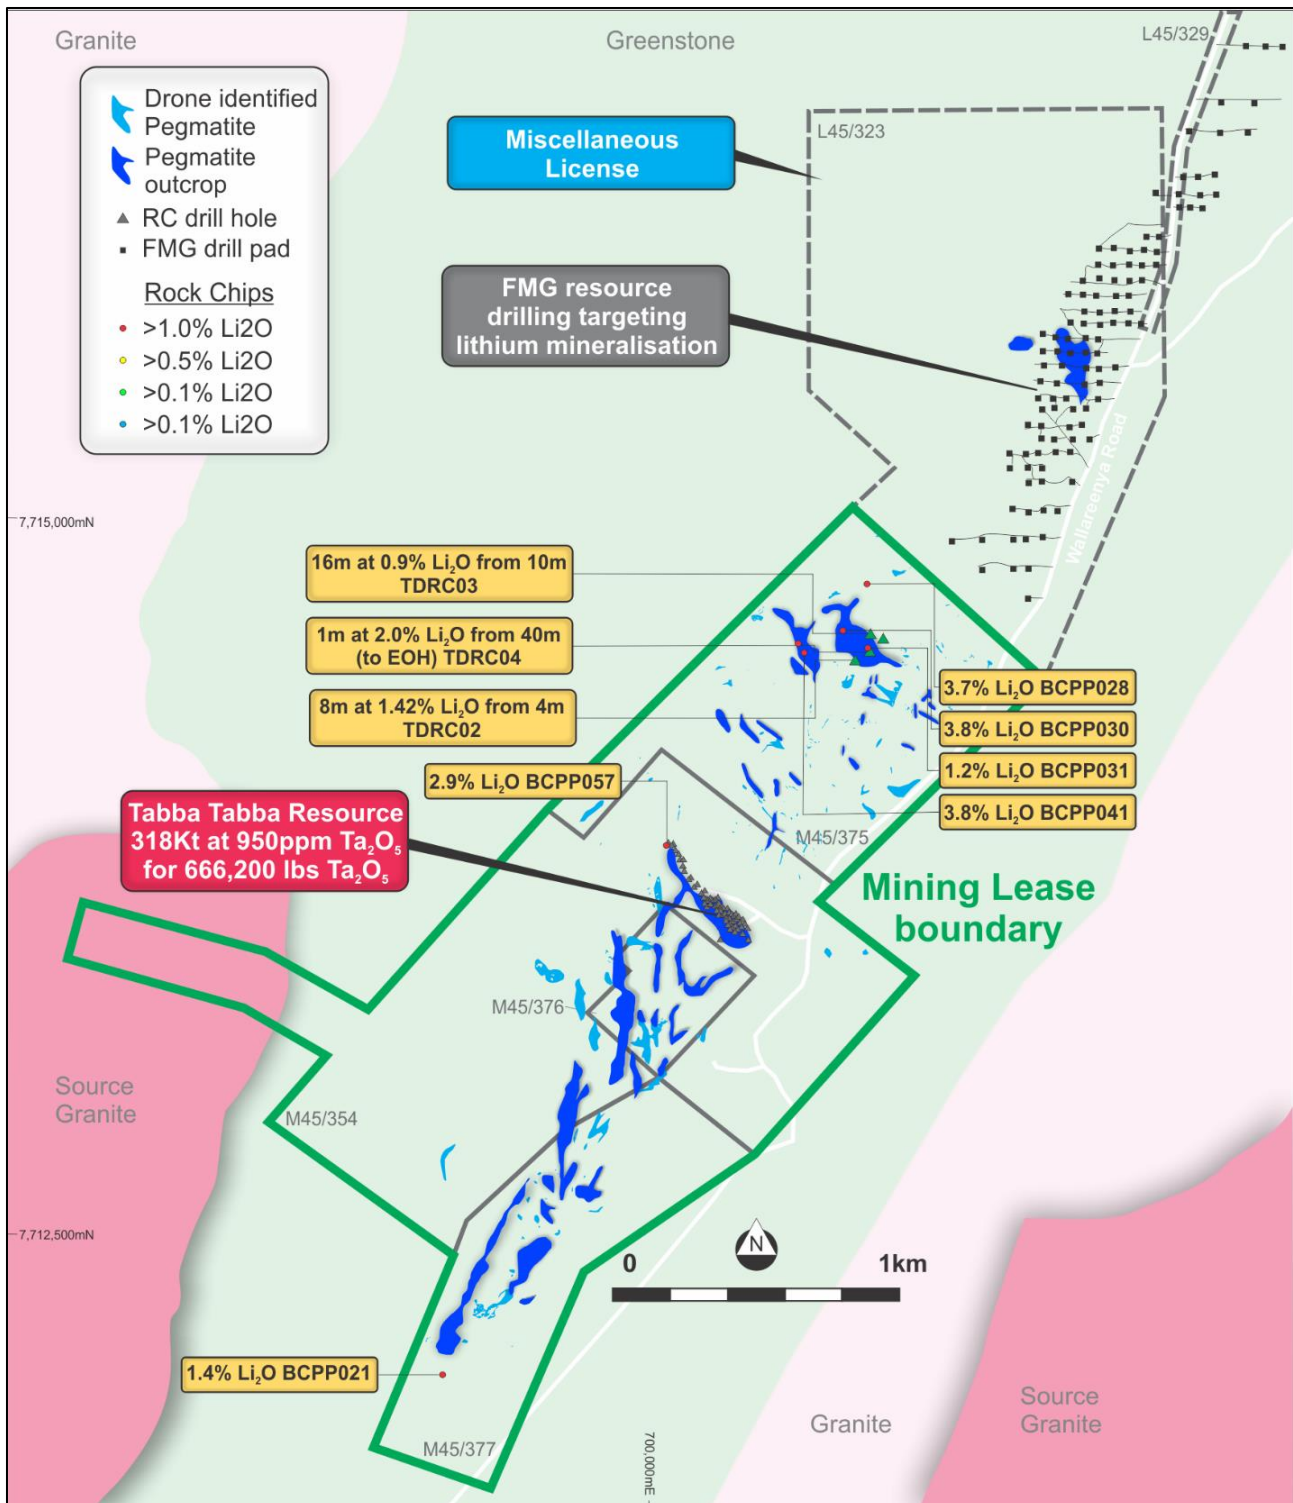 Granite
Greenstone
L45/329
Drone identified
Pegmatite
Pegmatite
outcrop
RC drill hole
FMG drill pad
Rock Chips
>1.0% Li2O
>0.5% Li2O
>0.1% Li2O
>0.1% Li2O
Miscellaneous
License
L45/323
FMG resource
drilling targeting
lithium mineralisation
Wallareenya Road
7,715,000mN
16m at 0.9% Li₂O from 10m
TDRC03
1m at 2.0% Li₂O from 40m
(to EOH) TDRC04
8m at 1.42% Li₂O from 4m
TDRC02
3.7% Li₂O BCPP028
3.8% Li₂O BCPP030
1.2% Li₂O BCPP031
3.8% Li₂O BCPP041
2.9% Li₂O BCPP057
Tabba Tabba Resource
318Kt at 950ppm Ta₂O₅
for 666,200 lbs Ta₂O₅
M45/375
Mining Lease
boundary
M45/376
Source
Granite
M45/354
7,712,500mN
N
0
1km
1.4% Li₂O BCPP021
M45/377
700,000mE
Granite
Source
Granite